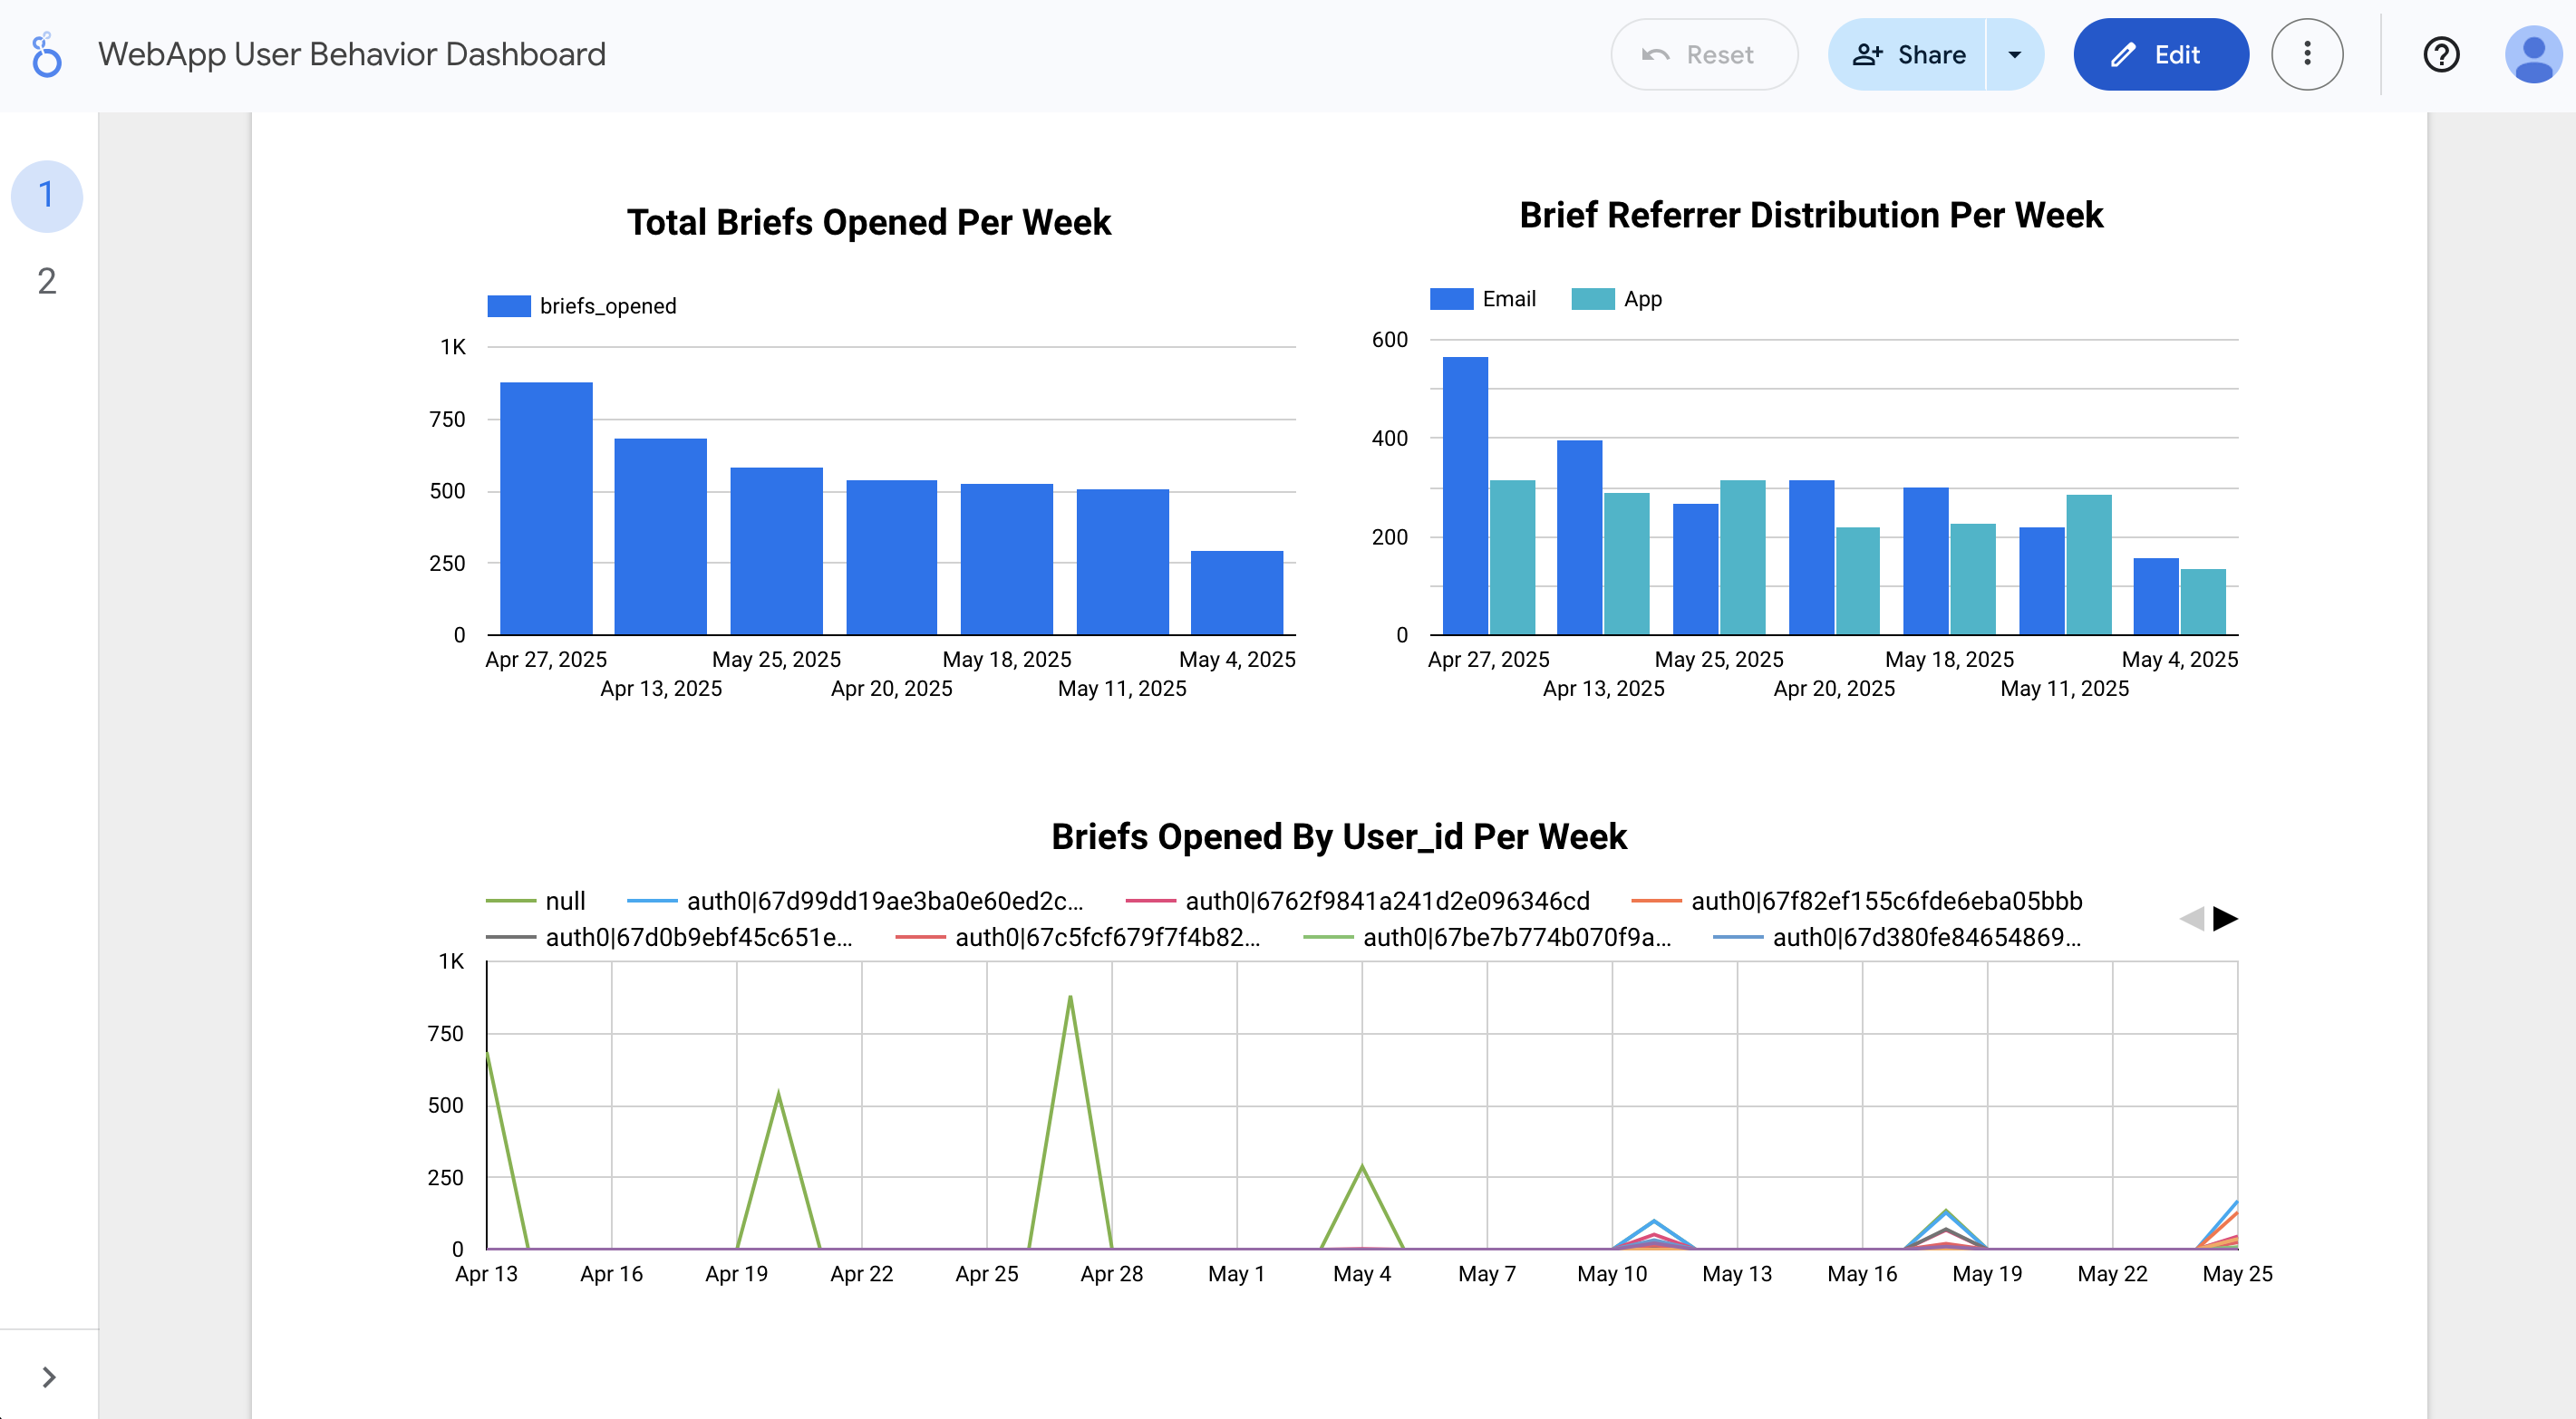 WebApp User Behavior Dashboard
Reset
Share
Edit
1
2
Total Briefs Opened Per Week
briefs_opened
1K
750
500
250
0
Apr 27, 2025
Apr 13, 2025
May 25, 2025
Apr 20, 2025
May 18, 2025
May 11, 2025
May 4, 2025
Brief Referrer Distribution Per Week
Email
App
600
400
200
0
Apr 27, 2025
Apr 13, 2025
May 25, 2025
Apr 20, 2025
May 18, 2025
May 11, 2025
May 4, 2025
Briefs Opened By User_id Per Week
null
auth0|67d99dd19ae3ba0e60ed2c...
auth0|6762f9841a241d2e096346cd
auth0|67f82ef155c6fde6eba05bbb
auth0|67d0b9ebf45c651e...
auth0|67c5fcf679f7f4b82...
auth0|67be7b774b070f9a...
auth0|67d380fe84654869...
1K
750
500
250
0
Apr 13
Apr 16
Apr 19
Apr 22
Apr 25
Apr 28
May 1
May 4
May 7
May 10
May 13
May 16
May 19
May 22
May 25